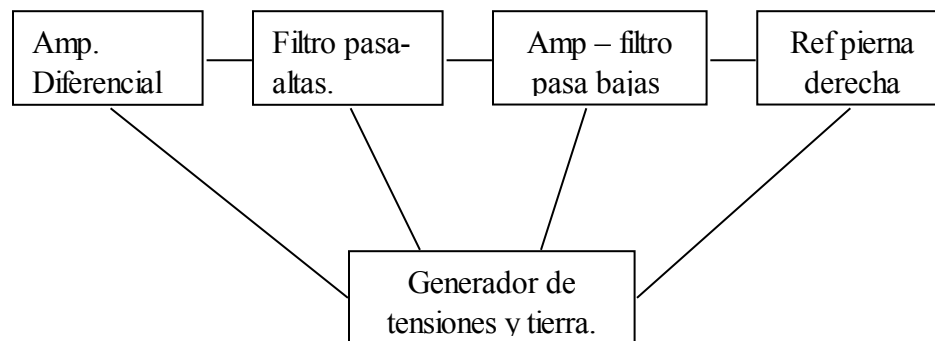 Amp.
Diferencial
Filtro pasa-
altas.
Amp – filtro
pasa bajas
Ref pierna
derecha
Generador de
tensiones y tierra.